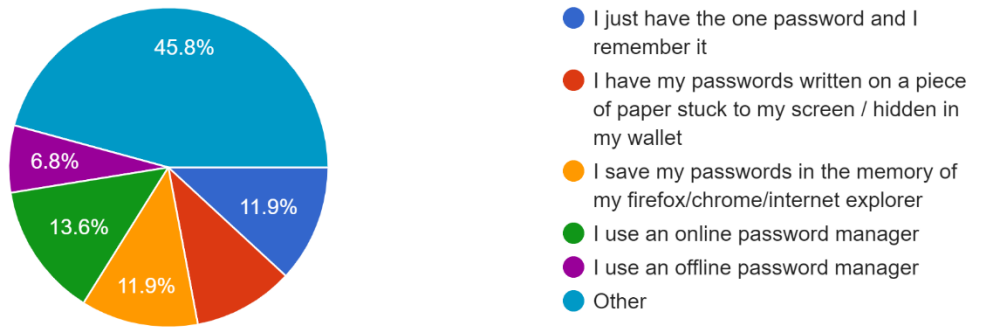 45.8%
6.8%
13.6%
11.9%
11.9%
I just have the one password and I
remember it
I have my passwords written on a piece
of paper stuck to my screen / hidden in
my wallet
I save my passwords in the memory of
my firefox/chrome/internet explorer
I use an online password manager
I use an offline password manager
Other